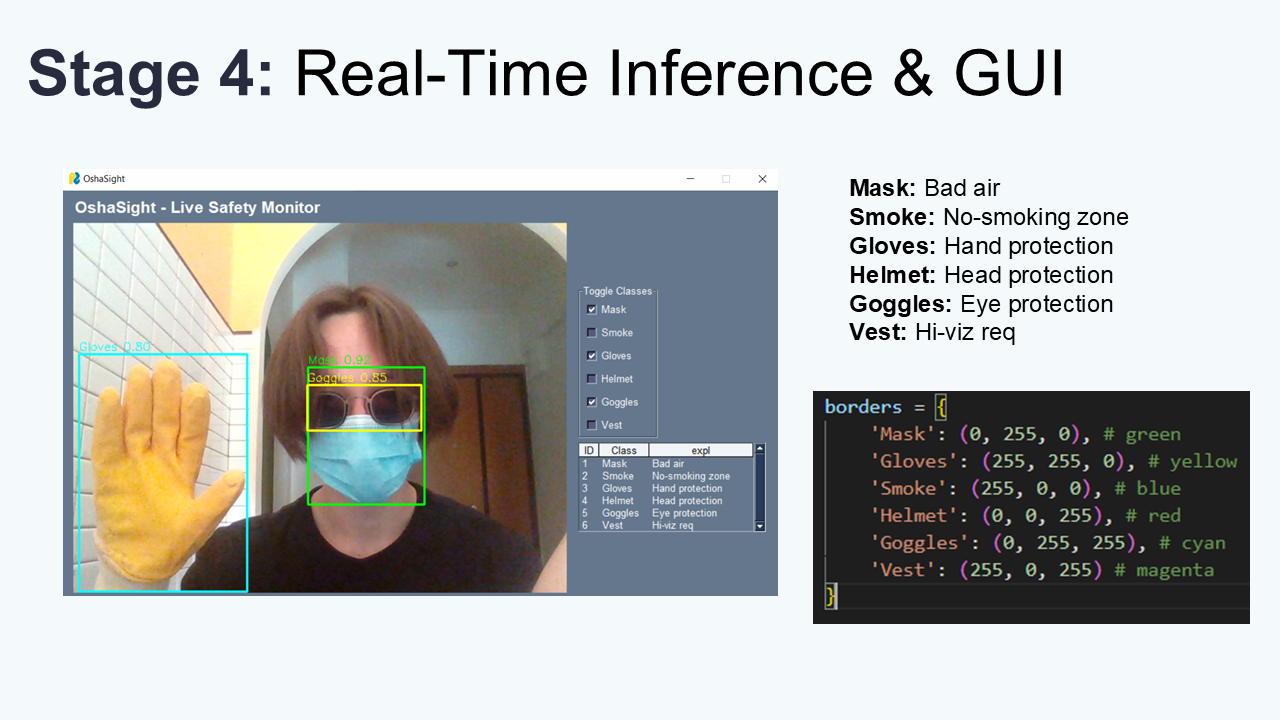 Stage 4: Real-Time Inference & GUI
OshaSight
OshaSight - Live Safety Monitor
Gloves 0.80
Mask 0.92
Goggles 0.85
Toggle Classes
Mask
Smoke
Gloves
Helmet
Goggles
Vest
ID Class expl
1 Mask Bad air
2 Smoke No-smoking zone
3 Gloves Hand protection
4 Helmet Head protection
5 Goggles Eye protection
6 Vest Hi-viz req
Mask: Bad air
Smoke: No-smoking zone
Gloves: Hand protection
Helmet: Head protection
Goggles: Eye protection
Vest: Hi-viz req
borders = {
'Mask': (0, 255, 0), # green
'Gloves': (255, 255, 0), # yellow
'Smoke': (255, 0, 0), # blue
'Helmet': (0, 0, 255), # red
'Goggles': (0, 255, 255), # cyan
'Vest': (255, 0, 255) # magenta
}